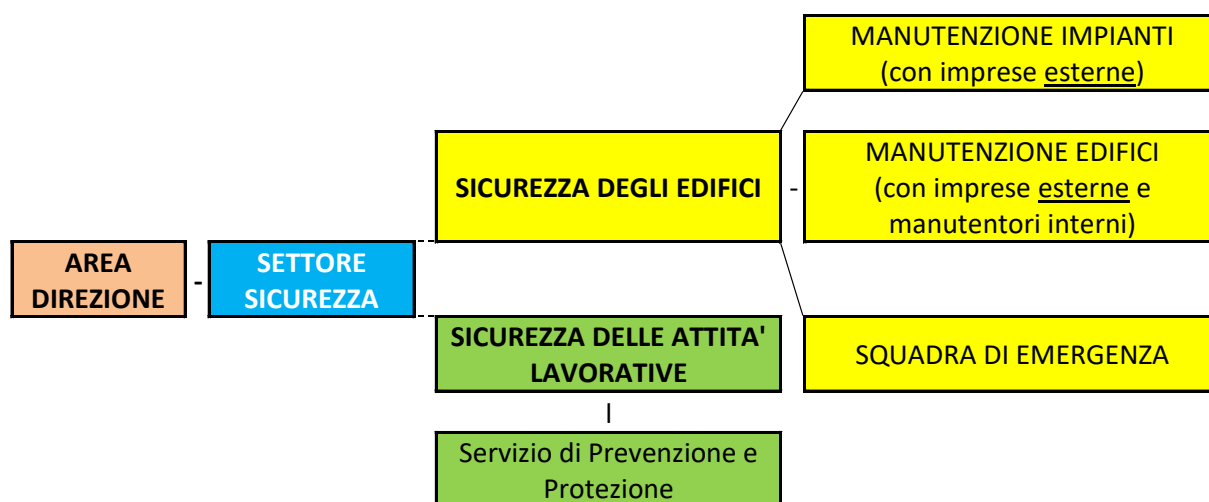 MANUTENZIONE IMPIANTI
(con imprese esterne)
SICUREZZA DEGLI EDIFICI
-
MANUTENZIONE EDIFICI
(con imprese esterne e
manutentori interni)
AREA
DIREZIONE
-
SETTORE
SICUREZZA
SICUREZZA DELLE ATTITA'
LAVORATIVE
SQUADRA DI EMERGENZA
Servizio di Prevenzione e
Protezione